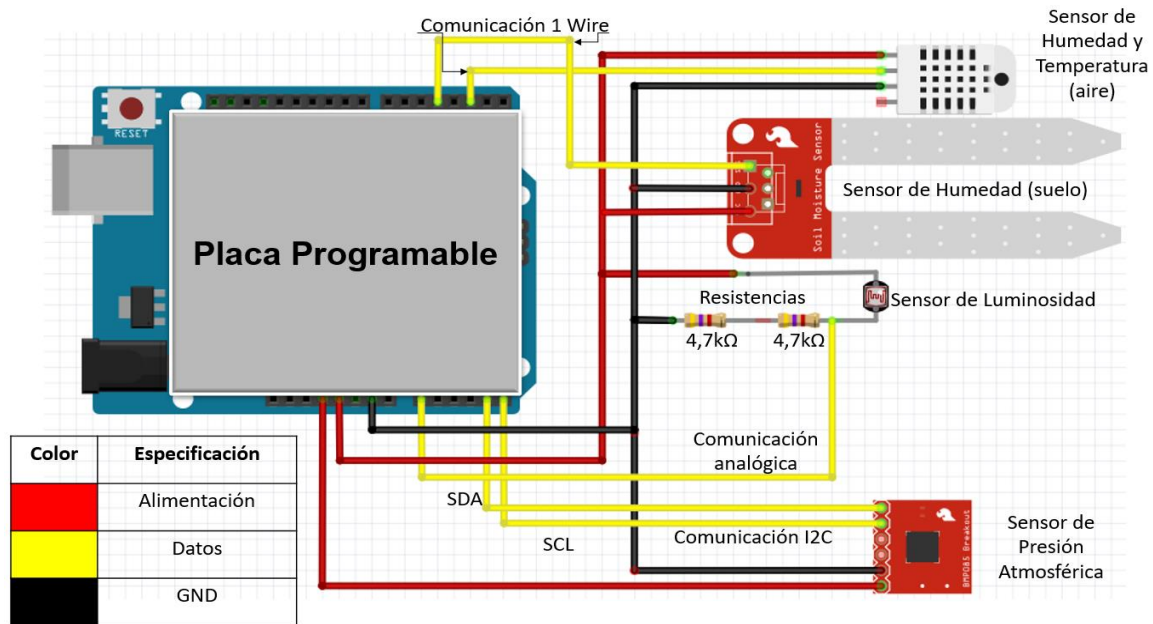 Comunicación 1 Wire
Sensor de
Humedad y
Temperatura
(aire)
RESET
Placa Programable
Soil Moisture Sensor
Sensor de Humedad (suelo)
Resistencias
4,7kΩ
4,7kΩ
Sensor de Luminosidad
Comunicación
analógica
SDA
SCL
Comunicación I2C
BMP085 Breakout
Sensor de
Presión
Atmosférica
Color Especificación
Alimentación
Datos
GND